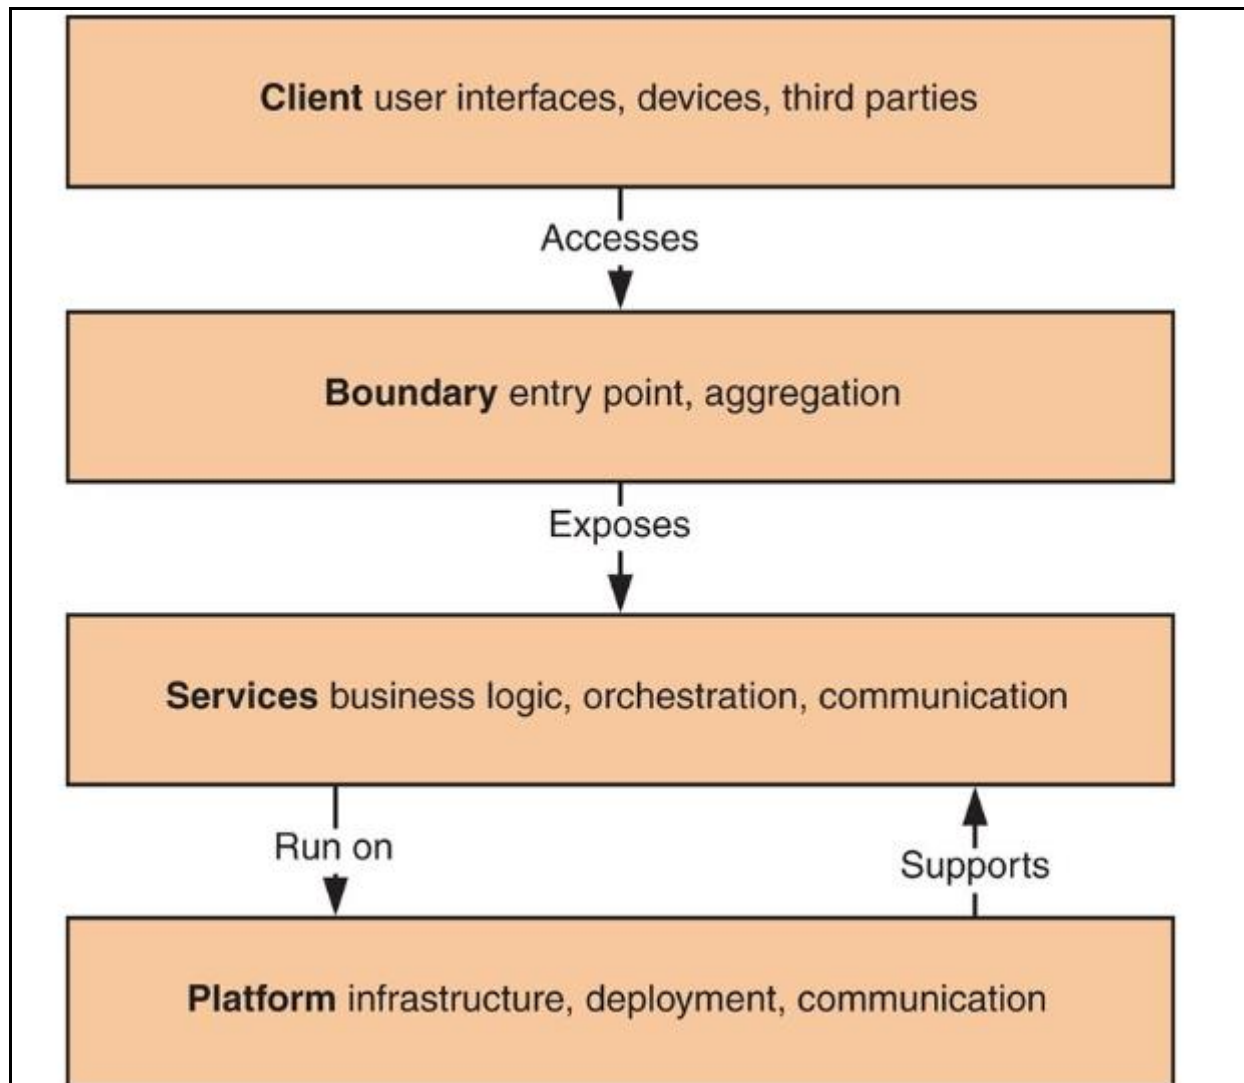 Client user interfaces, devices, third parties
Accesses
Boundary entry point, aggregation
Exposes
Services business logic, orchestration, communication
Run on
Supports
Platform infrastructure, deployment, communication